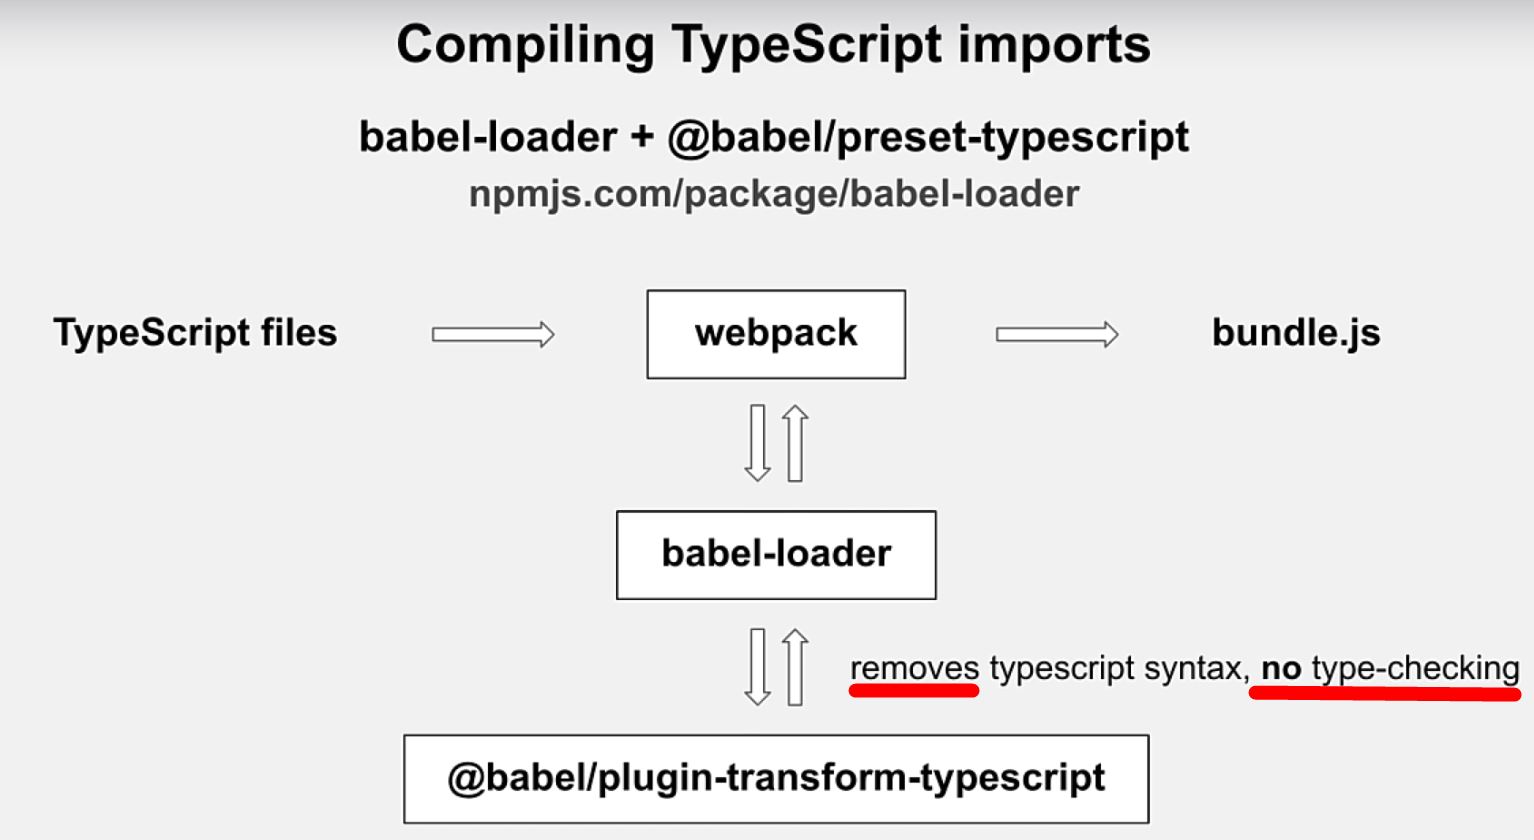 Compiling TypeScript imports
babel-loader + @babel/preset-typescript
npmjs.com/package/babel-loader
TypeScript files
webpack
bundle.js
babel-loader
removes typescript syntax, no type-checking
@babel/plugin-transform-typescript